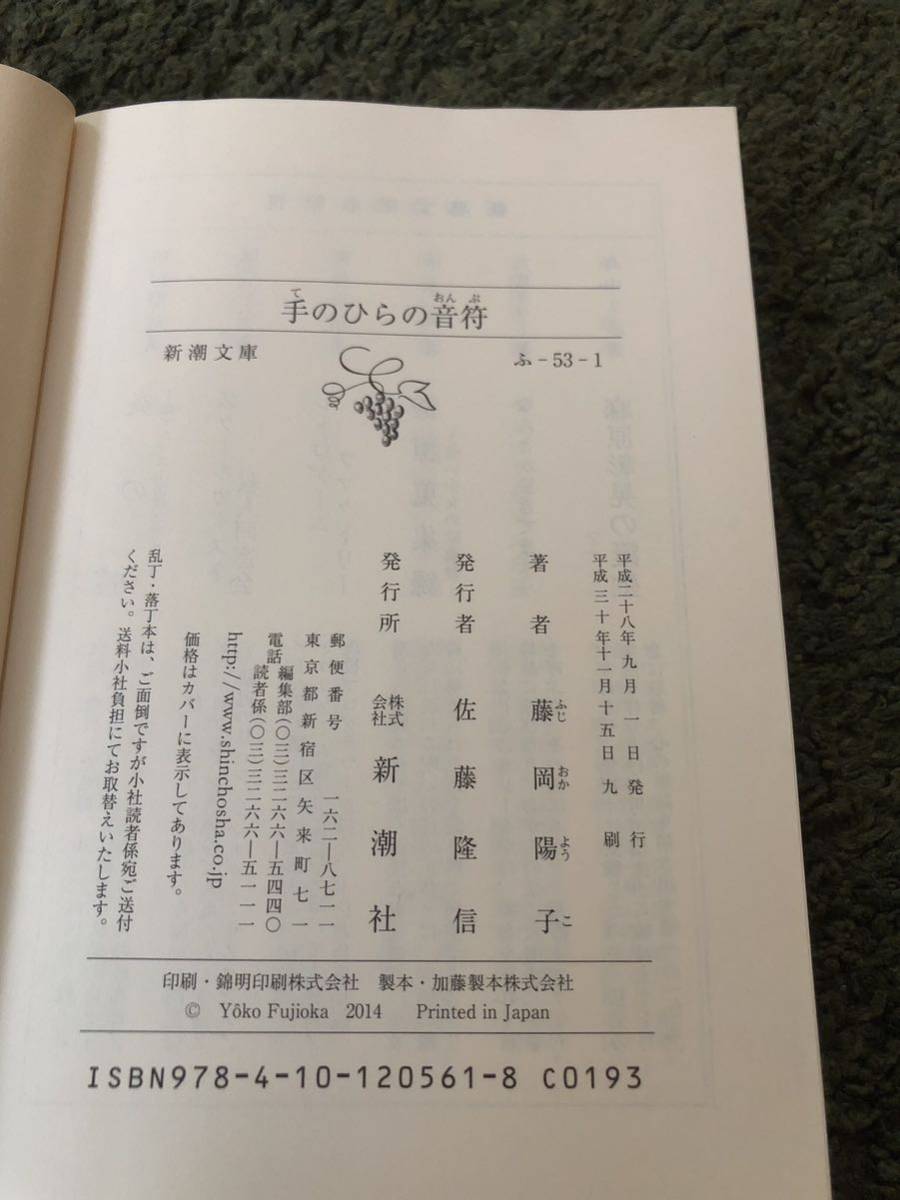 手のひらの音符
新潮文庫 ふ-53-1
平成二十八年九月一日発行
平成三十年十一月十五日九刷
著者 藤岡陽子
発行者 佐藤隆信
発行所 株式会社 新潮社
郵便番号 一六二―八七一一
東京都新宿区矢来町七一
電話 編集部(〇三)三二六六―五四四〇
読者係(〇三)三二六六―五一一一
http://www.shinchosha.co.jp
価格はカバーに表示してあります。
乱丁・落丁本は、ご面倒ですが小社読者係宛ご送付
ください。送料小社負担にてお取替えいたします。
印刷・錦明印刷株式会社 製本・加藤製本株式会社
© Yôko Fujioka 2014 Printed in Japan
ISBN978-4-10-120561-8 C0193